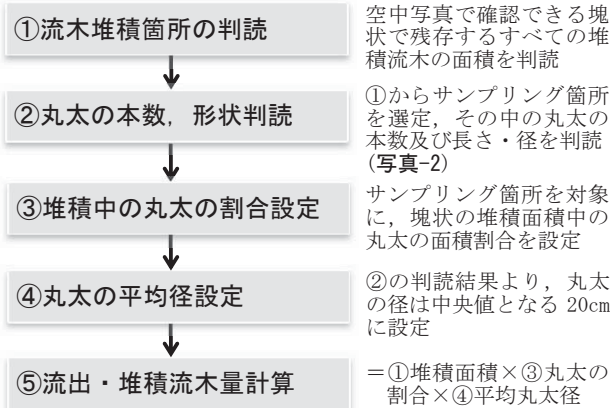 ①流木堆積箇所の判読
空中写真で確認できる塊
状で残存するすべての堆
積流木の面積を判読
②丸太の本数，形状判読
①からサンプリング箇所
を選定，その中の丸太の
本数及び長さ・径を判読
（写真-2）
③堆積中の丸太の割合設定
サンプリング箇所を対象
に，塊状の堆積面積中の
丸太の面積割合を設定
④丸太の平均径設定
②の判読結果より，丸太
の径は中央値となる 20cm
に設定
⑤流出・堆積流木量計算
＝①堆積面積×③丸太の
割合×④平均丸太径